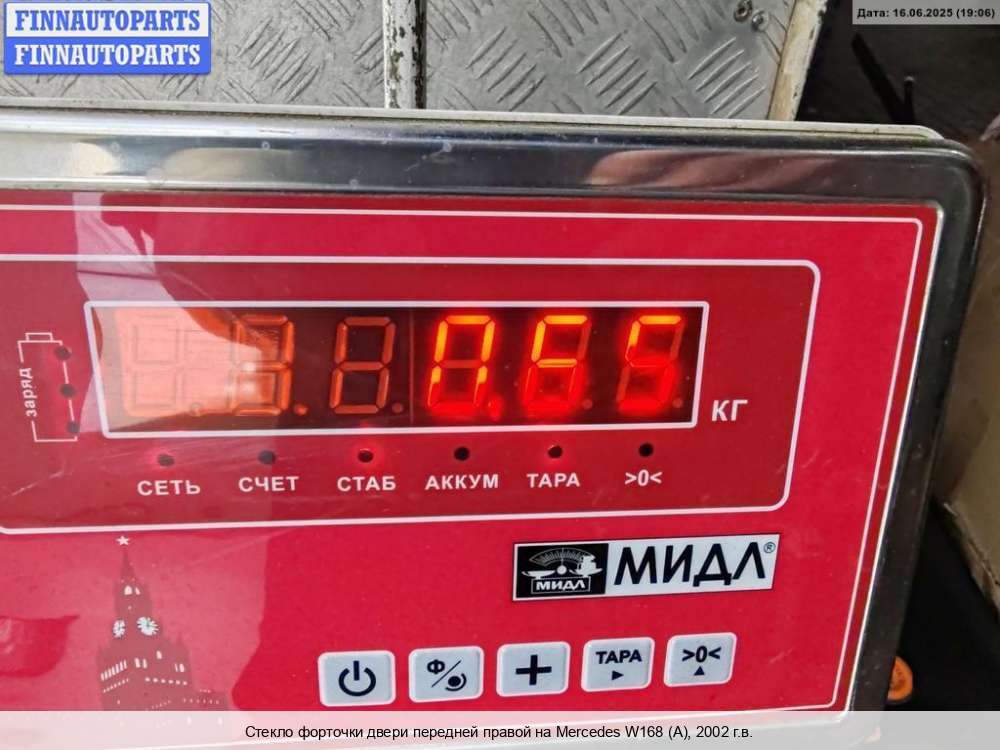 FINNAUTOPARTS
FINNAUTOPARTS
Дата: 16.06.2025 (19:06)
заряд
КГ
СЕТЬ СЧЕТ СТАБ АККУМ ТАРА >0<
МИДЛ МИДЛ®
Ф ТАРА >0<
Стекло форточки двери передней правой на Mercedes W168 (A), 2002 г.в.